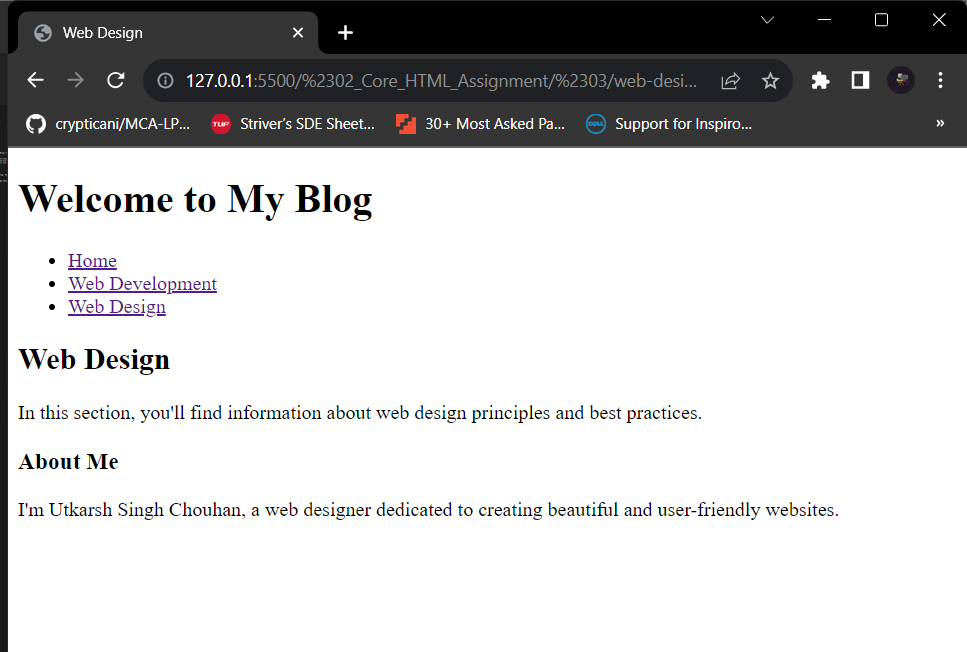 Web Design
127.0.0.1:5500/%2302_Core_HTML_Assignment/%2303/web-desi...
crypticani/MCA-LP... TUF Striver's SDE Sheet... 30+ Most Asked Pa... DELL Support for Inspiro... »
Welcome to My Blog
• Home
• Web Development
• Web Design
Web Design
In this section, you'll find information about web design principles and best practices.
About Me
I'm Utkarsh Singh Chouhan, a web designer dedicated to creating beautiful and user-friendly websites.